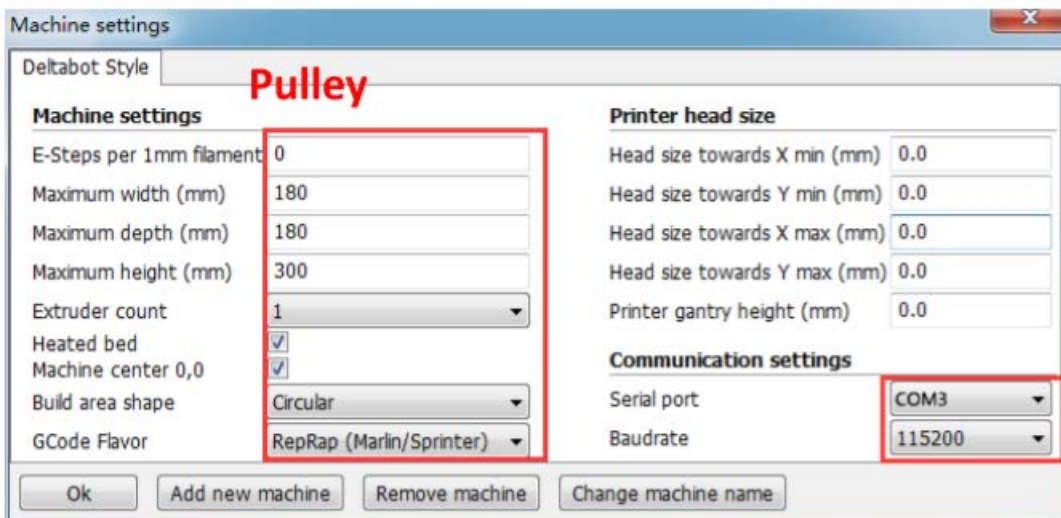 Machine settings
Deltabot Style
Pulley
Machine settings
E-Steps per 1mm filament 0
Maximum width (mm) 180
Maximum depth (mm) 180
Maximum height (mm) 300
Extruder count 1
Heated bed
Machine center 0,0
Build area shape Circular
GCode Flavor RepRap (Marlin/Sprinter)
Printer head size
Head size towards X min (mm) 0.0
Head size towards Y min (mm) 0.0
Head size towards X max (mm) 0.0
Head size towards Y max (mm) 0.0
Printer gantry height (mm) 0.0
Communication settings
Serial port COM3
Baudrate 115200
Ok Add new machine Remove machine Change machine name